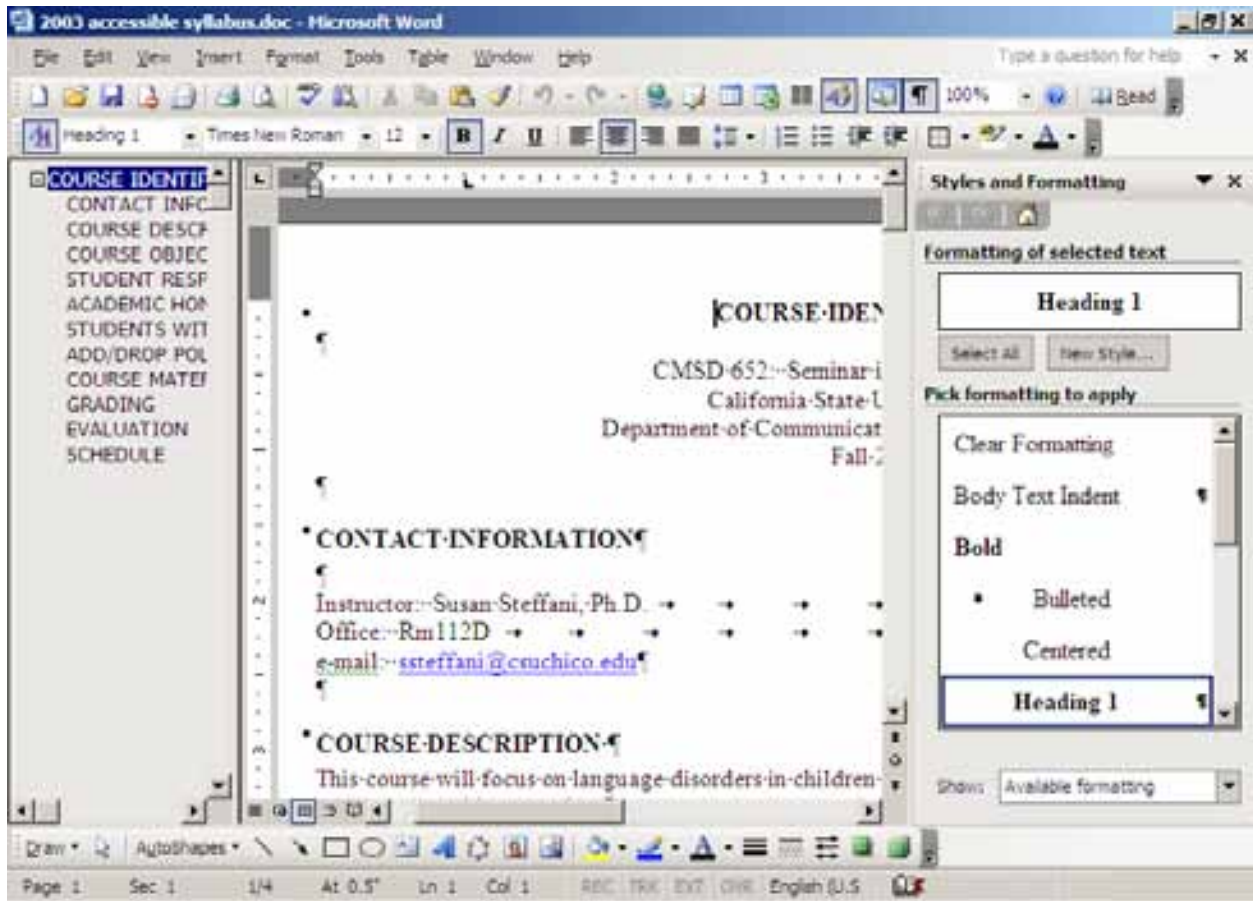 2003 accessible syllabus.doc - Microsoft Word
File Edit View Insert Format Tools Table Window Help Type a question for help
100% Read
Heading 1 Times New Roman 12 B I U
COURSE IDENTIF
CONTACT INFC
COURSE DESCF
COURSE OBJEC
STUDENT RESF
ACADEMIC HON
STUDENTS WIT
ADD/DROP POL
COURSE MATEF
GRADING
EVALUATION
SCHEDULE
1 2 3
COURSE·IDEN
¶
CMSD·652:··Seminar·i
California·State·U
Department·of·Communicat
Fall·2
¶
CONTACT·INFORMATION¶
¶
Instructor:··Susan·Steffani,·Ph.D.
Office:··Rm112D
e-mail:··ssteffani@csuchico.edu¶
¶
COURSE·DESCRIPTION·¶
This·course·will·focus·on·language·disorders·in·children·
Styles and Formatting
Formatting of selected text
Heading 1
Select All New Style...
Pick formatting to apply
Clear Formatting
Body Text Indent ¶
Bold
Bulleted
Centered
Heading 1 ¶
Show: Available formatting
Draw AutoShapes
Page 1 Sec 1 1/4 At 0.5" Ln 1 Col 1 REC TRK EXT OVR English (U.S